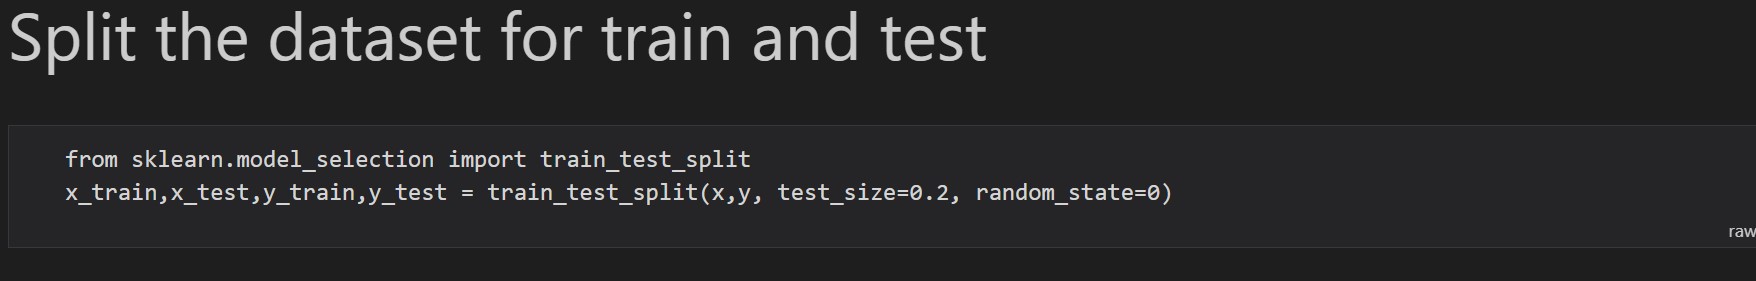 Split the dataset for train and test
from sklearn.model_selection import train_test_split
x_train,x_test,y_train,y_test = train_test_split(x,y, test_size=0.2, random_state=0)
raw